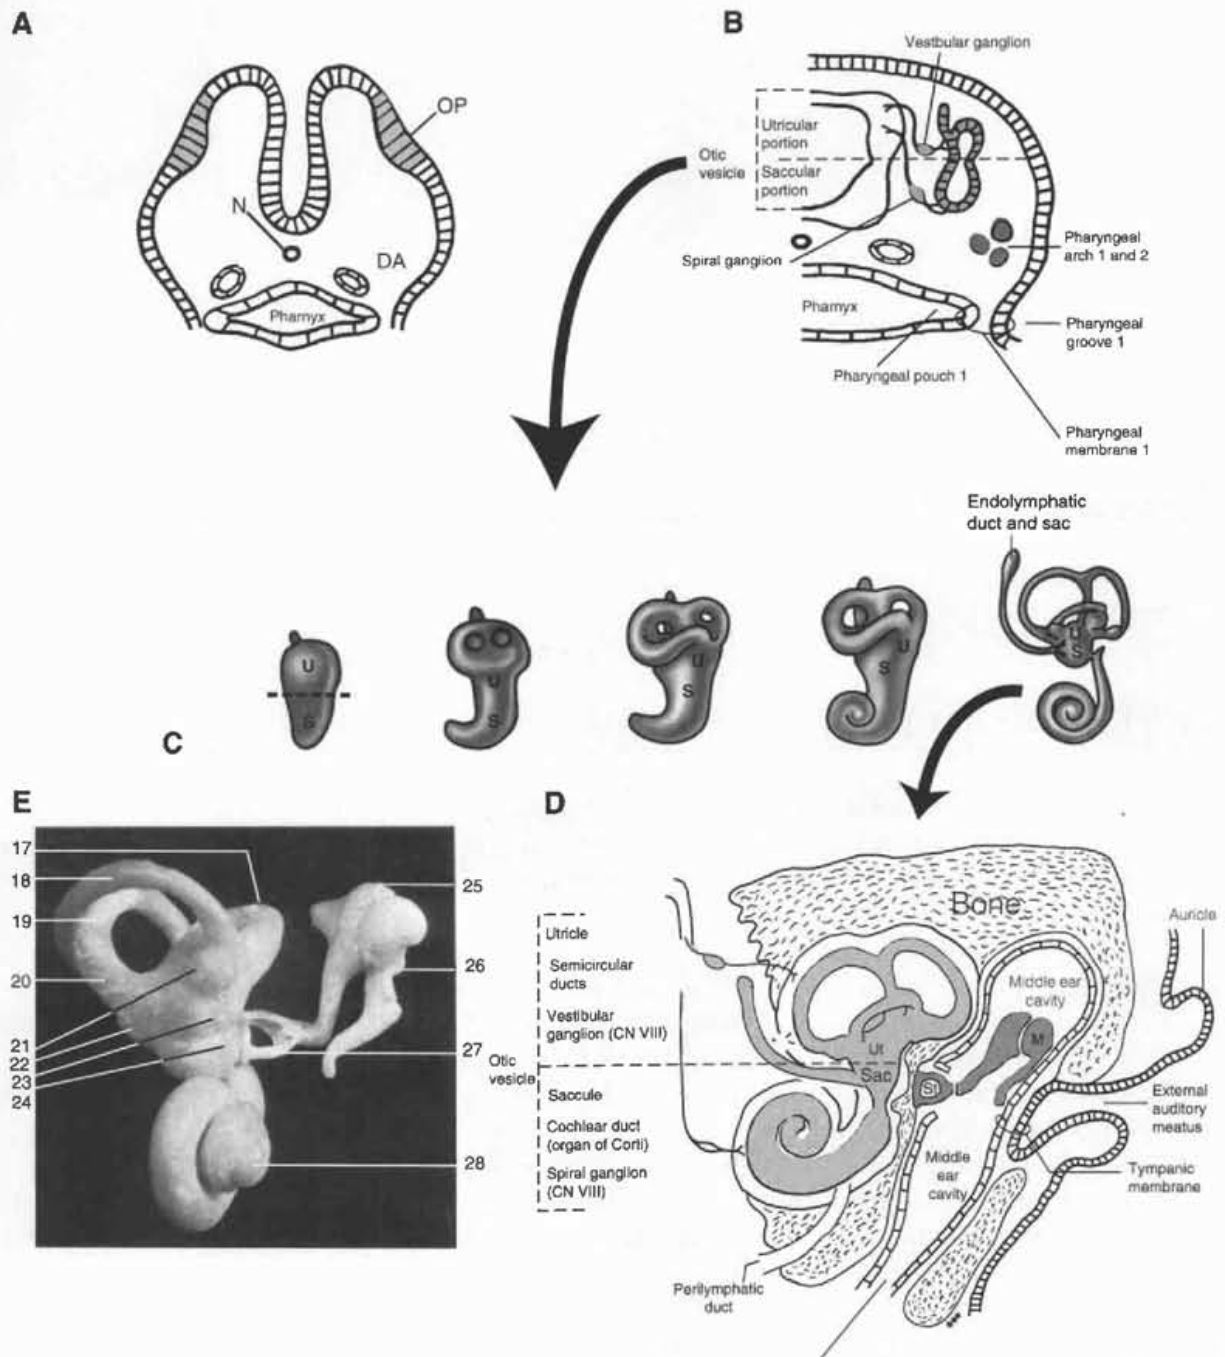 A
OP
N
DA
Pharnyx
B
Vestbular ganglion
Utricular
portion
Otic
vesicle
Saccular
portion
Spiral ganglion
Pharyngeal
arch 1 and 2
Pharnyx
Pharyngeal
groove 1
Pharyngeal pouch 1
Pharyngeal
membrane 1
Endolymphatic
duct and sac
U
S
U
S
U
S
U
S
U
S
C
E
17
18
19
20
21
22
23
24
25
26
27
28
D
Bone
Auricle
Utricle
Semicircular
ducts
Vestibular
ganglion (CN VIII)
Otic
vesicle
Saccule
Cochlear duct
(organ of Corti)
Spiral ganglion
(CN VIII)
Middle ear
cavity
M
Ut
Sac
St
External
auditory
meatus
Middle
ear
cavity
Tympanic
membrane
Perilymphatic
duct